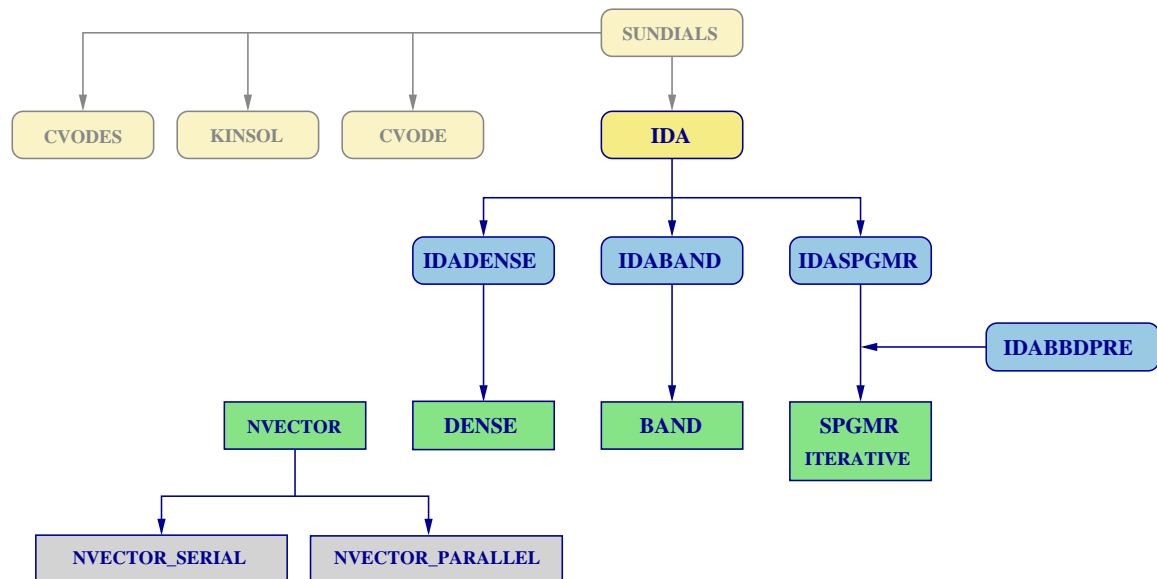 SUNDIALS
CVODES
KINSOL
CVODE
IDA
IDADENSE
IDABAND
IDASPGMR
IDABBDPRE
NVECTOR
DENSE
BAND
SPGMR
ITERATIVE
NVECTOR_SERIAL
NVECTOR_PARALLEL